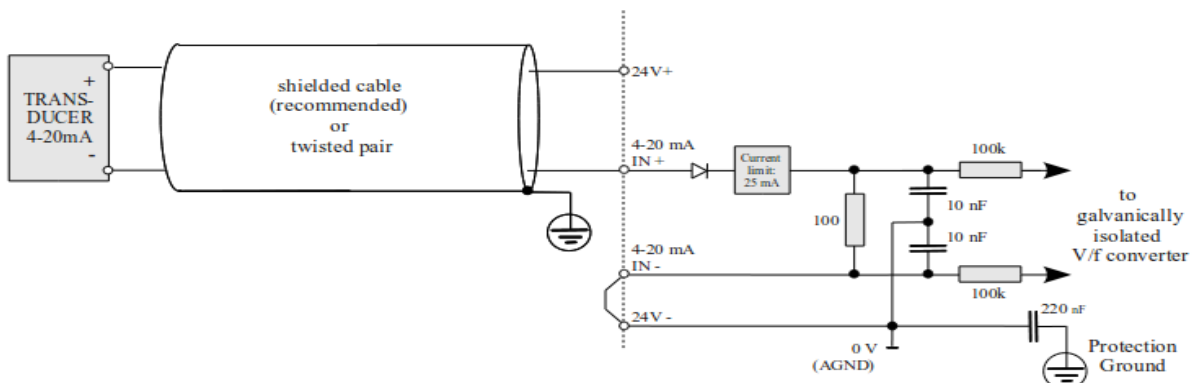 +
TRANS-
DUCER
4-20mA
-
shielded cable
(recommended)
or
twisted pair
24V+
4-20 mA
IN +
Current
limit:
25 mA
100k
100
10 nF
10 nF
to
galvanically
isolated
V/f converter
4-20 mA
IN -
100k
24V -
220 nF
0 V
(AGND)
Protection
Ground